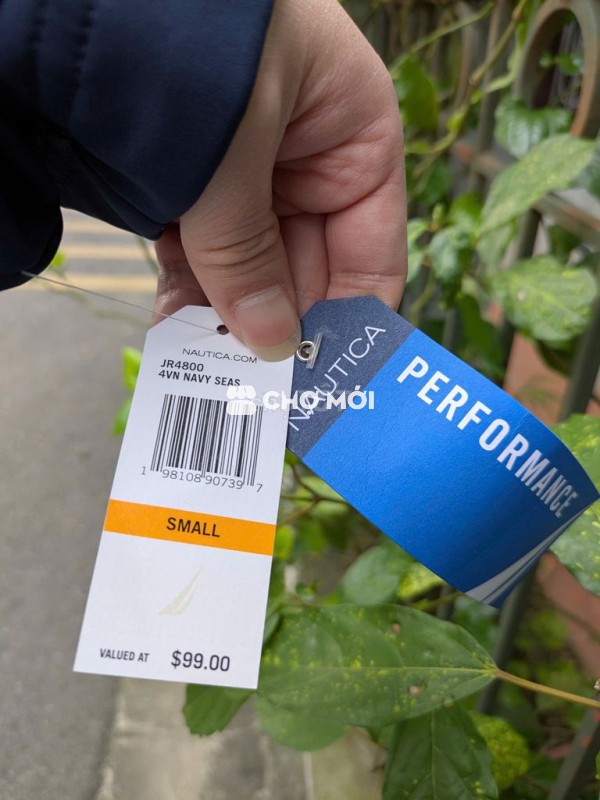 NAUTICA.COM
JR4800
4VN NAVY SEAS
1 98108 90739 7
SMALL
VALUED AT $99.00
NAUTICA
PERFORMANCE
CHỢ MỚI